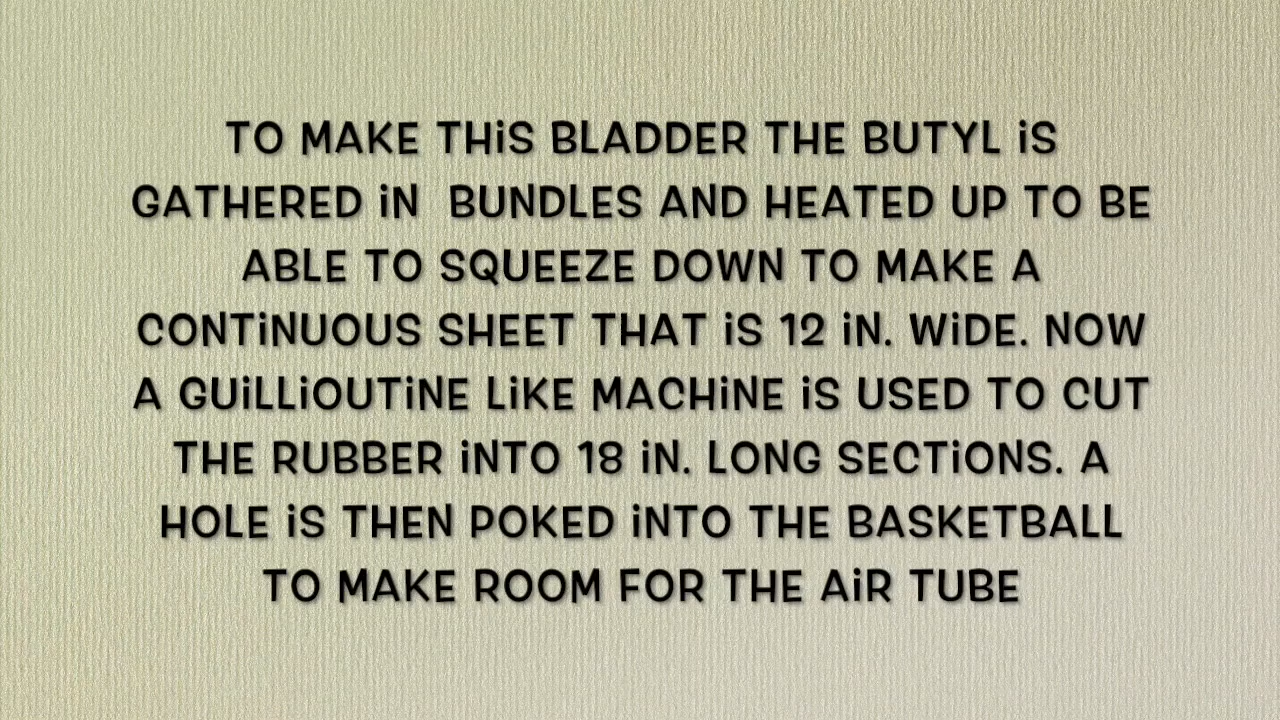 TO MAKE THiS BLADDER THE BUTYL iS
GATHERED iN  BUNDLES AND HEATED UP TO BE
ABLE TO SQUEEZE DOWN TO MAKE A
CONTiNUOUS SHEET THAT iS 12 iN. WiDE. NOW
A GUiLLiOUTiNE LiKE MACHiNE iS USED TO CUT
THE RUBBER iNTO 18 iN. LONG SECTiONS. A
HOLE iS THEN POKED iNTO THE BASKETBALL
TO MAKE ROOM FOR THE AiR TUBE